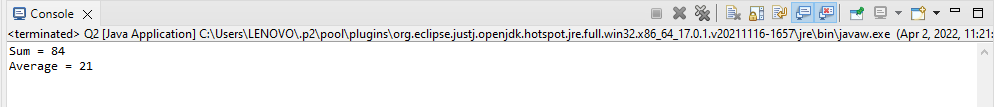 Console
<terminated> Q2 [Java Application] C:\Users\LENOVO\.p2\pool\plugins\org.eclipse.justj.openjdk.hotspot.jre.full.win32.x86_64_17.0.1.v20211116-1657\jre\bin\javaw.exe (Apr 2, 2022, 11:21:
Sum = 84
Average = 21